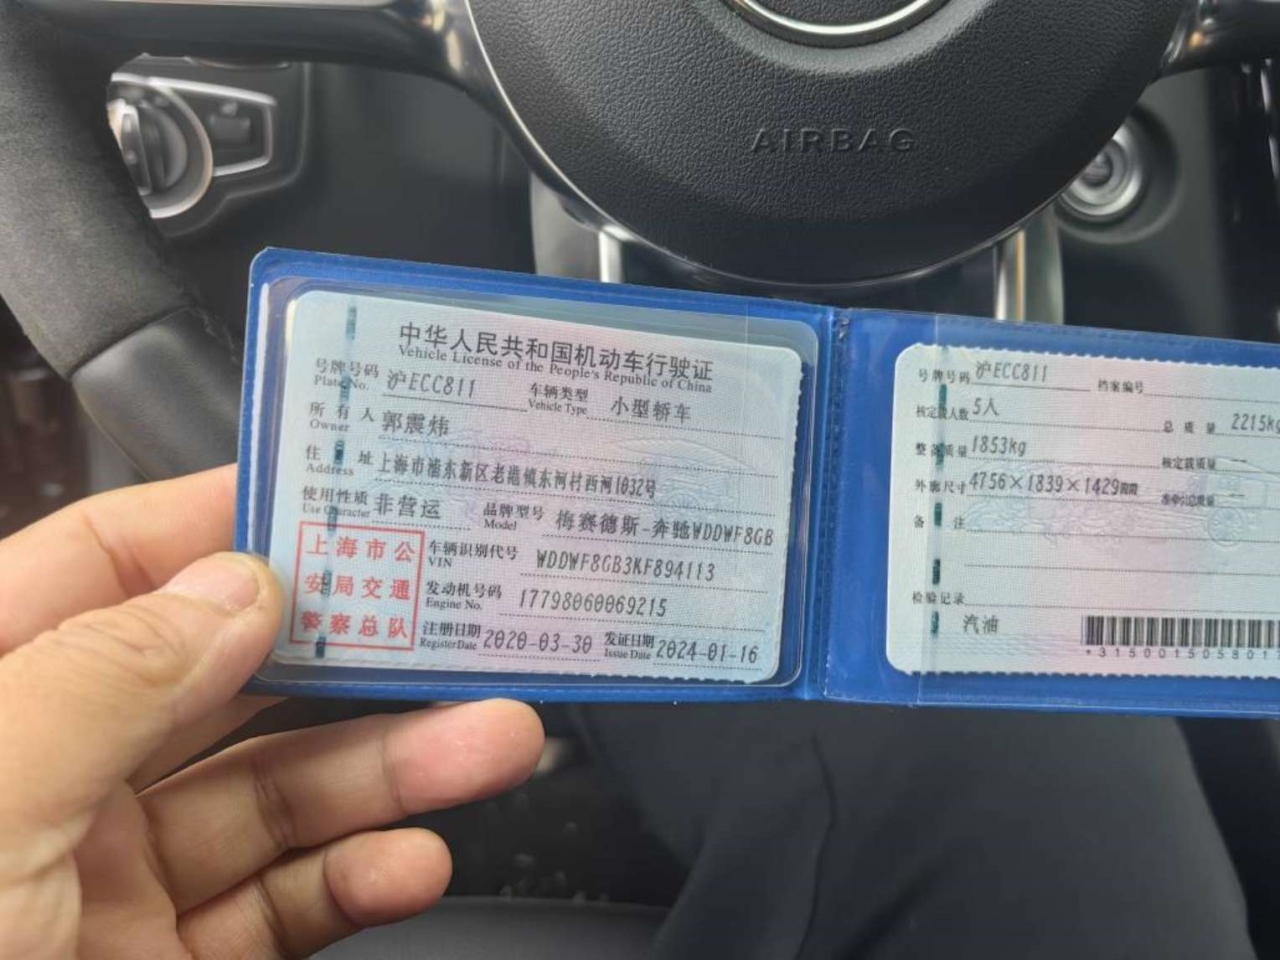 AIRBAG
中华人民共和国机动车行驶证
Vehicle License of the People's Republic of China
号牌号码 沪ECC811 车辆类型 小型轿车
Plate No. Vehicle Type
所有人 郭震炜
Owner
住址 上海市浦东新区老港镇东河村西河1032号
Address
使用性质 非营运 品牌型号 梅赛德斯-奔驰WDDWF8GB
Use Character Model
上海市公
安局交通
警察总队
车辆识别代号 WDDWF8GB3KF894113
VIN
发动机号码 17798060069215
Engine No.
注册日期 2020-03-30 发证日期 2024-01-16
Register Date Issue Date
号牌号码 沪ECC811 档案编号
核定载人数 5人 总质量 2215kg
整备质量 1853kg 核定载质量 --
外廓尺寸 4756×1839×1429mm 准牵引总质量 --
备注
检验记录
汽油
*3150015058017